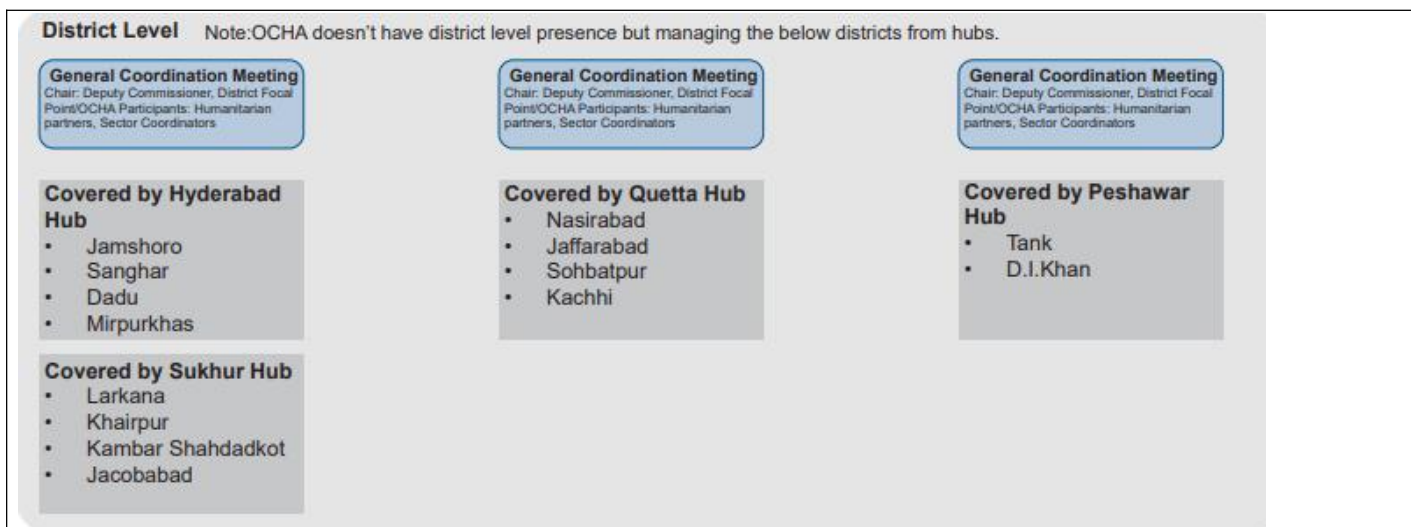 District Level Note:OCHA doesn't have district level presence but managing the below districts from hubs.
General Coordination Meeting
Chair: Deputy Commissioner, District Focal
Point/OCHA Participants: Humanitarian
partners, Sector Coordinators
General Coordination Meeting
Chair: Deputy Commissioner, District Focal
Point/OCHA Participants: Humanitarian
partners, Sector Coordinators
General Coordination Meeting
Chair: Deputy Commissioner, District Focal
Point/OCHA Participants: Humanitarian
partners, Sector Coordinators
Covered by Hyderabad
Hub
• Jamshoro
• Sanghar
• Dadu
• Mirpurkhas
Covered by Quetta Hub
• Nasirabad
• Jaffarabad
• Sohbatpur
• Kachhi
Covered by Peshawar
Hub
• Tank
• D.I.Khan
Covered by Sukhur Hub
• Larkana
• Khairpur
• Kambar Shahdadkot
• Jacobabad